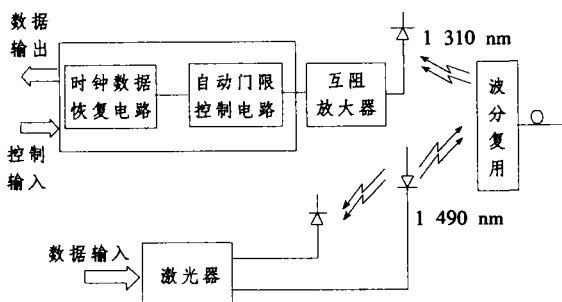 数据
输出
时钟数据
恢复电路
自动门限
控制电路
互阻
放大器
1 310 nm
波分复用
控制
输入
1 490 nm
数据输入
激光器